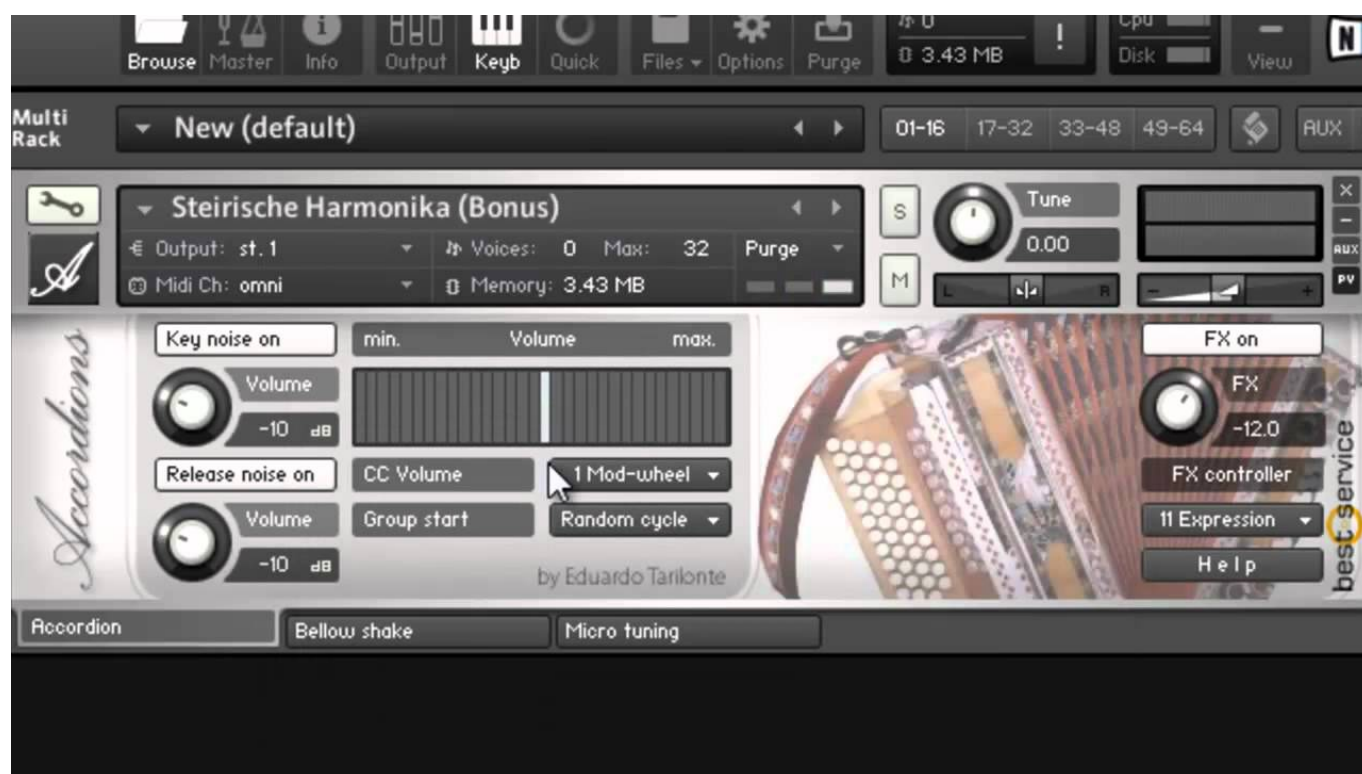 0
Cpu
Browse Master Info Output Keyb Quick Files Options Purge 3.43 MB Disk View
N
Multi Rack
New (default)
01-16 17-32 33-48 49-64 AUX
Steirische Harmonika (Bonus)
S
Tune
Output: st. 1 Voices: 0 Max: 32 Purge
0.00
AUX
Midi Ch: omni Memory: 3.43 MB
M
L R
- +
PV
Accordions
Key noise on
min. Volume max.
FX on
Volume
-10 dB
FX
-12.0
Release noise on
CC Volume
1 Mod-wheel
FX controller
Volume
-10 dB
Group start
Random cycle
11 Expression
by Eduardo Tarilonte
Help
best service
Accordion
Bellow shake
Micro tuning